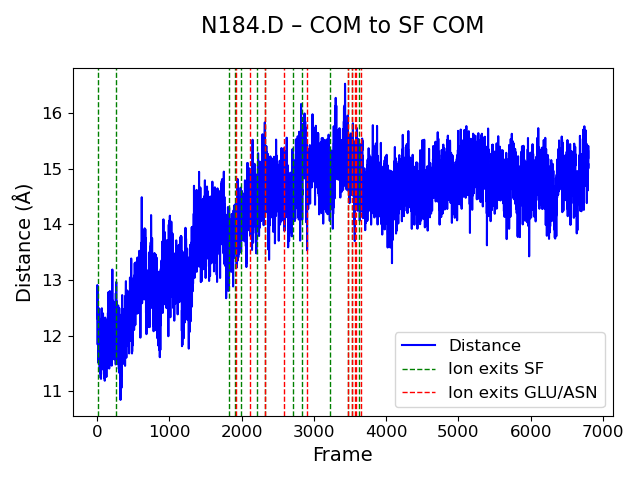 N184.D – COM to SF COM
Distance (Å)
16
15
14
13
12
11
Distance
Ion exits SF
Ion exits GLU/ASN
0 1000 2000 3000 4000 5000 6000 7000
Frame